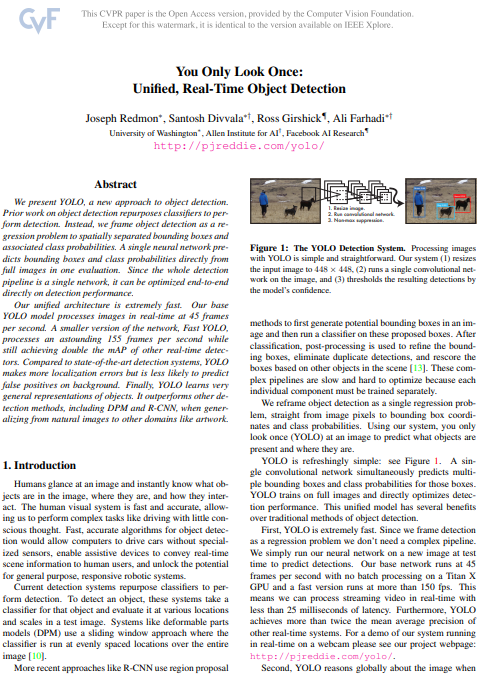 CVF
This CVPR paper is the Open Access version, provided by the Computer Vision Foundation.
Except for this watermark, it is identical to the version available on IEEE Xplore.
You Only Look Once:
Unified, Real-Time Object Detection
Joseph Redmon*, Santosh Divvala*†, Ross Girshick¶, Ali Farhadi*†
University of Washington*, Allen Institute for AI†, Facebook AI Research¶
http://pjreddie.com/yolo/
Abstract
We present YOLO, a new approach to object detection.
Prior work on object detection repurposes classifiers to per-
form detection. Instead, we frame object detection as a re-
gression problem to spatially separated bounding boxes and
associated class probabilities. A single neural network pre-
dicts bounding boxes and class probabilities directly from
full images in one evaluation. Since the whole detection
pipeline is a single network, it can be optimized end-to-end
directly on detection performance.
Our unified architecture is extremely fast. Our base
YOLO model processes images in real-time at 45 frames
per second. A smaller version of the network, Fast YOLO,
processes an astounding 155 frames per second while
still achieving double the mAP of other real-time detec-
tors. Compared to state-of-the-art detection systems, YOLO
makes more localization errors but is less likely to predict
false positives on background. Finally, YOLO learns very
general representations of objects. It outperforms other de-
tection methods, including DPM and R-CNN, when gener-
alizing from natural images to other domains like artwork.
1. Introduction
Humans glance at an image and instantly know what ob-
jects are in the image, where they are, and how they inter-
act. The human visual system is fast and accurate, allow-
ing us to perform complex tasks like driving with little con-
scious thought. Fast, accurate algorithms for object detec-
tion would allow computers to drive cars without special-
ized sensors, enable assistive devices to convey real-time
scene information to human users, and unlock the potential
for general purpose, responsive robotic systems.
Current detection systems repurpose classifiers to per-
form detection. To detect an object, these systems take a
classifier for that object and evaluate it at various locations
and scales in a test image. Systems like deformable parts
models (DPM) use a sliding window approach where the
classifier is run at evenly spaced locations over the entire
image [10].
More recent approaches like R-CNN use region proposal
1. Resize image.
2. Run convolutional network.
3. Non-max suppression.
Figure 1: The YOLO Detection System. Processing images
with YOLO is simple and straightforward. Our system (1) resizes
the input image to 448 × 448, (2) runs a single convolutional net-
work on the image, and (3) thresholds the resulting detections by
the model's confidence.
methods to first generate potential bounding boxes in an im-
age and then run a classifier on these proposed boxes. After
classification, post-processing is used to refine the bound-
ing boxes, eliminate duplicate detections, and rescore the
boxes based on other objects in the scene [13]. These com-
plex pipelines are slow and hard to optimize because each
individual component must be trained separately.
We reframe object detection as a single regression prob-
lem, straight from image pixels to bounding box coordi-
nates and class probabilities. Using our system, you only
look once (YOLO) at an image to predict what objects are
present and where they are.
YOLO is refreshingly simple: see Figure 1. A sin-
gle convolutional network simultaneously predicts multi-
ple bounding boxes and class probabilities for those boxes.
YOLO trains on full images and directly optimizes detec-
tion performance. This unified model has several benefits
over traditional methods of object detection.
First, YOLO is extremely fast. Since we frame detection
as a regression problem we don't need a complex pipeline.
We simply run our neural network on a new image at test
time to predict detections. Our base network runs at 45
frames per second with no batch processing on a Titan X
GPU and a fast version runs at more than 150 fps. This
means we can process streaming video in real-time with
less than 25 milliseconds of latency. Furthermore, YOLO
achieves more than twice the mean average precision of
other real-time systems. For a demo of our system running
in real-time on a webcam please see our project webpage:
http://pjreddie.com/yolo/.
Second, YOLO reasons globally about the image when